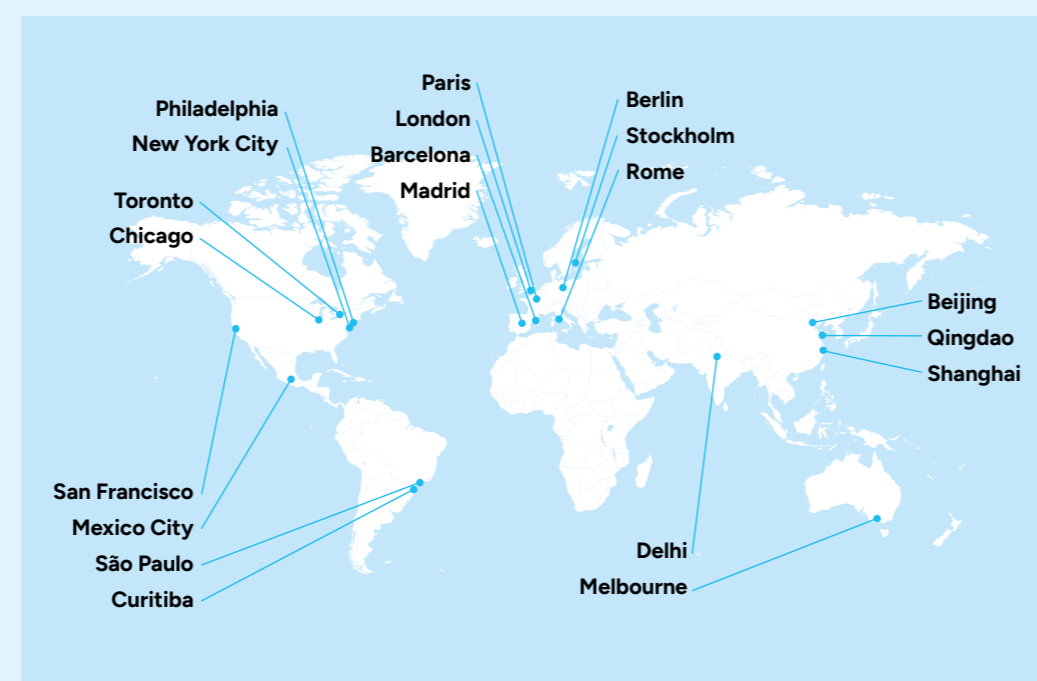 Philadelphia
New York City
Toronto
Chicago
Paris
London
Barcelona
Madrid
Berlin
Stockholm
Rome
Beijing
Qingdao
Shanghai
San Francisco
Mexico City
São Paulo
Curitiba
Delhi
Melbourne